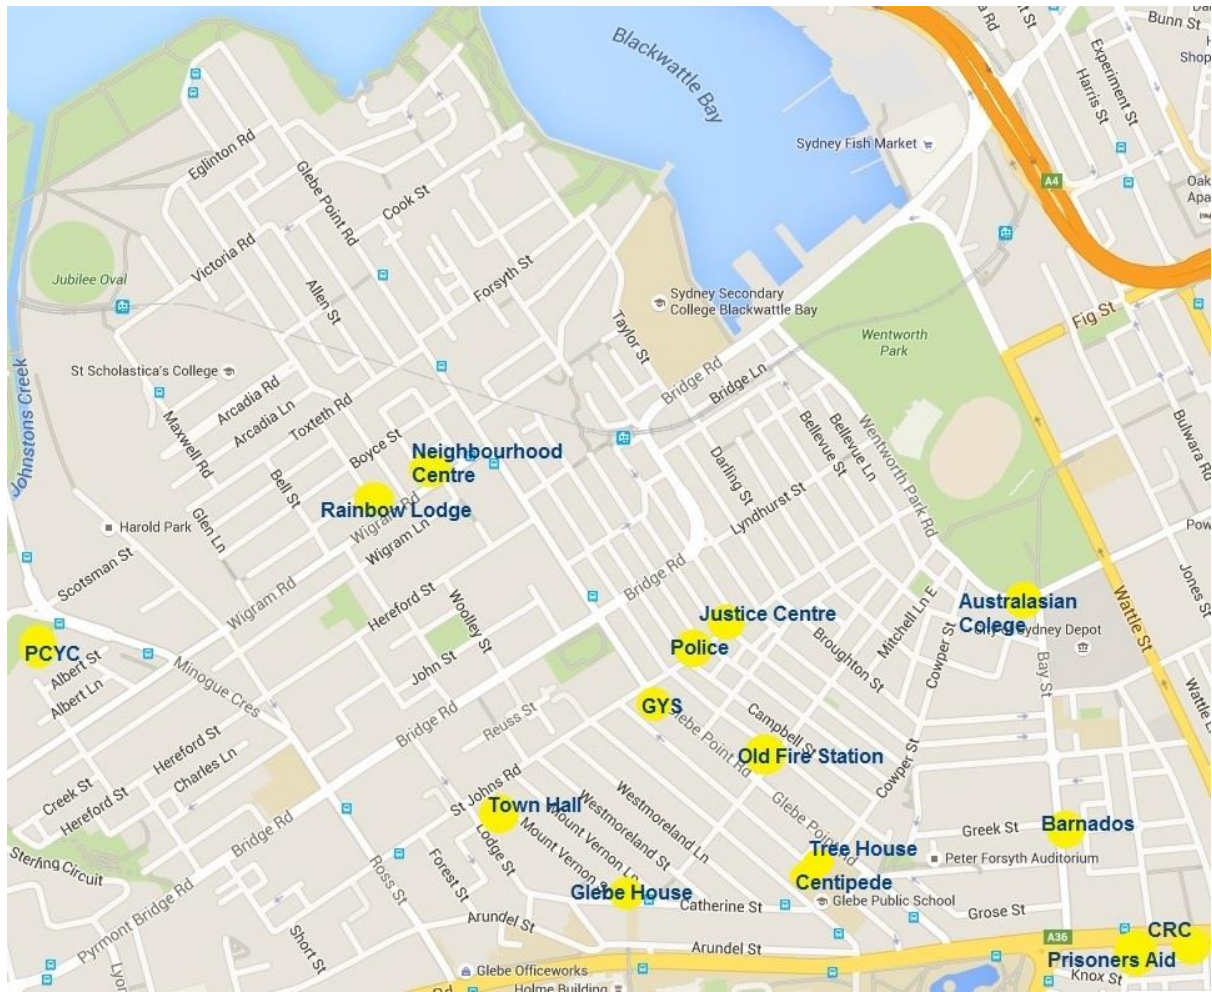 Blackwattle Bay
Bunn St
Experiment St
Harris St
Shop
Sydney Fish Market
A4
Oak
Apa
Eglinton Rd
Glebe Point Rd
Cook St
Victoria Rd
Jubilee Oval
Allen St
Forsyth St
Sydney Secondary
College Blackwattle Bay
Taylor St
Wentworth
Park
Fig St
Johnstons Creek
St Scholastica's College
Bridge Rd
Bridge Ln
Arcadia Rd
Arcadia Ln
Toxteth Rd
Maxwell Rd
Boyce St
Bellevue St
Bellevue Ln
Wentworth Park Rd
Bulwara Rd
Neighbourhood
Centre
Bell St
Darling St
Lyndhurst St
Rainbow Lodge
Wigram Rd
Harold Park
Glen Ln
Wigram Ln
Pow
Scotsman St
Wigram Rd
Hereford St
Bridge Rd
Woolley St
Jones St
Wattle St
Mitchell Ln E
Australasian
Colege
City of Sydney Depot
Justice Centre
Police
Broughton St
Cowper St
PCYC
Albert St
Albert Ln
Minogue Cres
John St
Bay St
Wattle
GYS
Glebe Point Rd
Campbell St
Reuss St
Bridge Rd
Hereford St
Charles Ln
Old Fire Station
Cowper St
Creek St
Hereford St
St Johns Rd
Westmoreland Ln
Westmoreland St
Glebe Point Rd
Town Hall
Mount Vernon Ln
Mount Vernon St
Greek St
Barnados
Bridge Rd
Sterling Circuit
Lodge St
Forest St
Tree House
Centipede
Peter Forsyth Auditorium
Ross St
Glebe House
Catherine St
Glebe Public School
Grose St
Pyrmont Bridge Rd
Short St
Arundel St
Arundel St
A36
CRC
Prisoners Aid
Knox St
Lyon
Glebe Officeworks
Holme Building
Rd